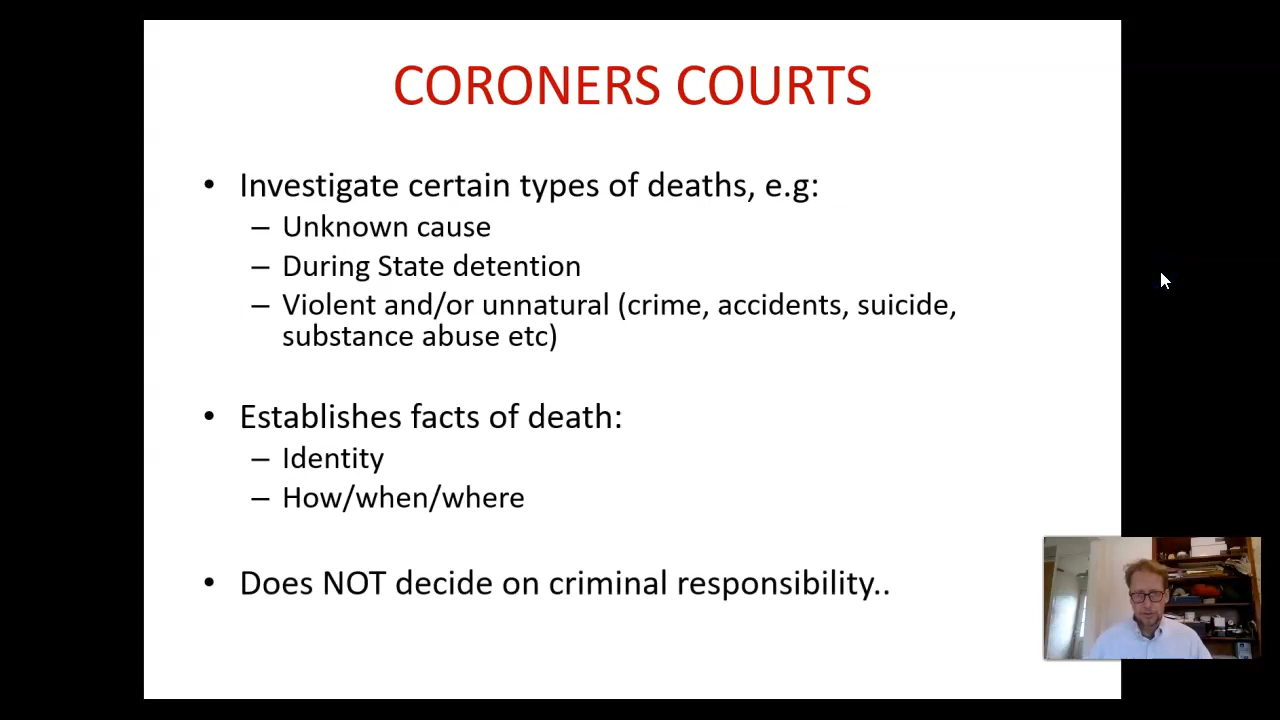 CORONERS COURTS
• Investigate certain types of deaths, e.g:
– Unknown cause
– During State detention
– Violent and/or unnatural (crime, accidents, suicide,
substance abuse etc)
• Establishes facts of death:
– Identity
– How/when/where
• Does NOT decide on criminal responsibility..